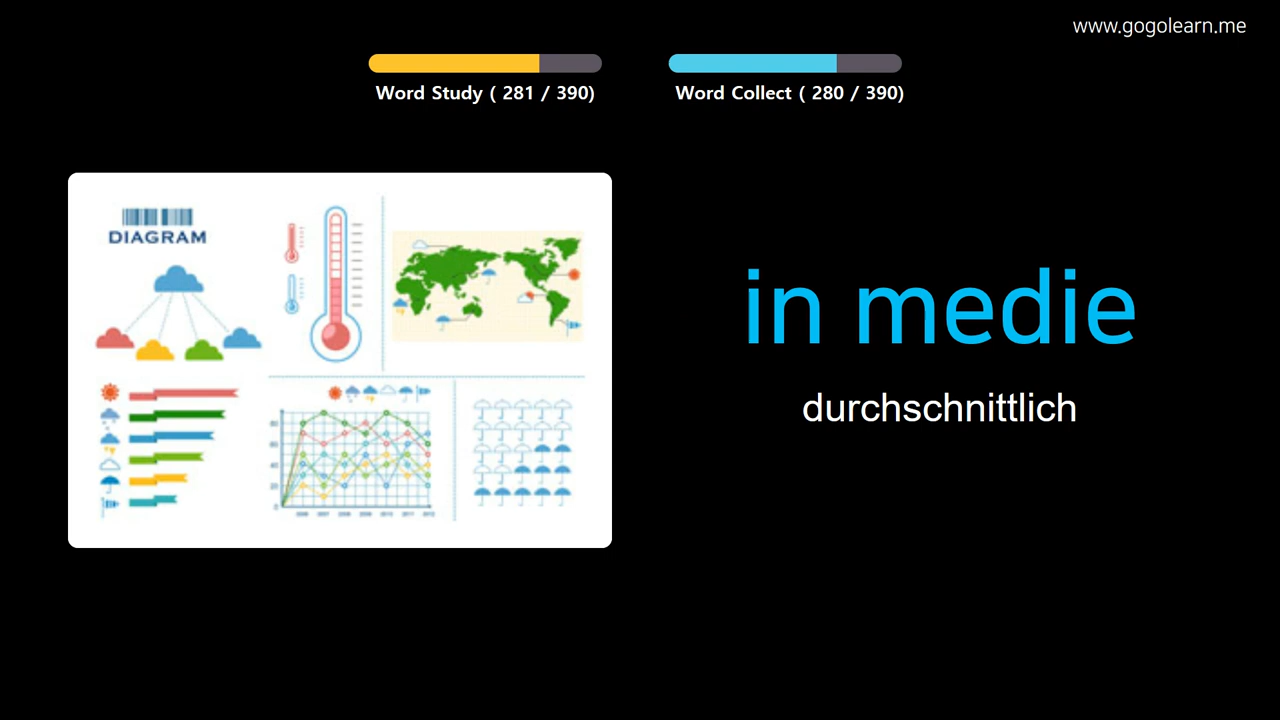 www.gogolearn.me
Word Study ( 281 / 390)
Word Collect ( 280 / 390)
DIAGRAM
in medie
durchschnittlich